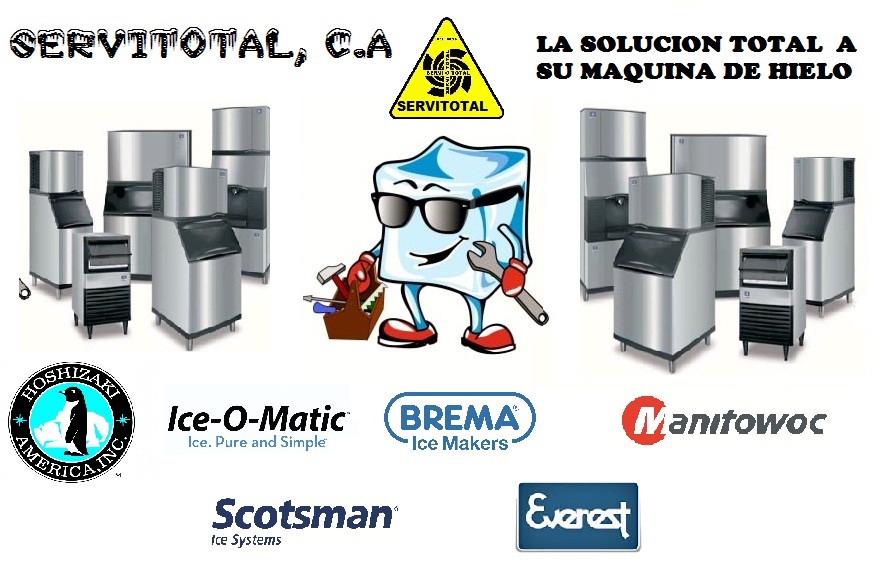 SERVITOTAL, C.A
SERVITOTAL
SERVITOTAL
LA SOLUCION TOTAL A
SU MAQUINA DE HIELO
HOSHIZAKI
AMERICA, INC.
Ice-O-Matic
Ice. Pure and Simple
BREMA®
Ice Makers
Manitowoc
Scotsman®
Ice Systems
Everest